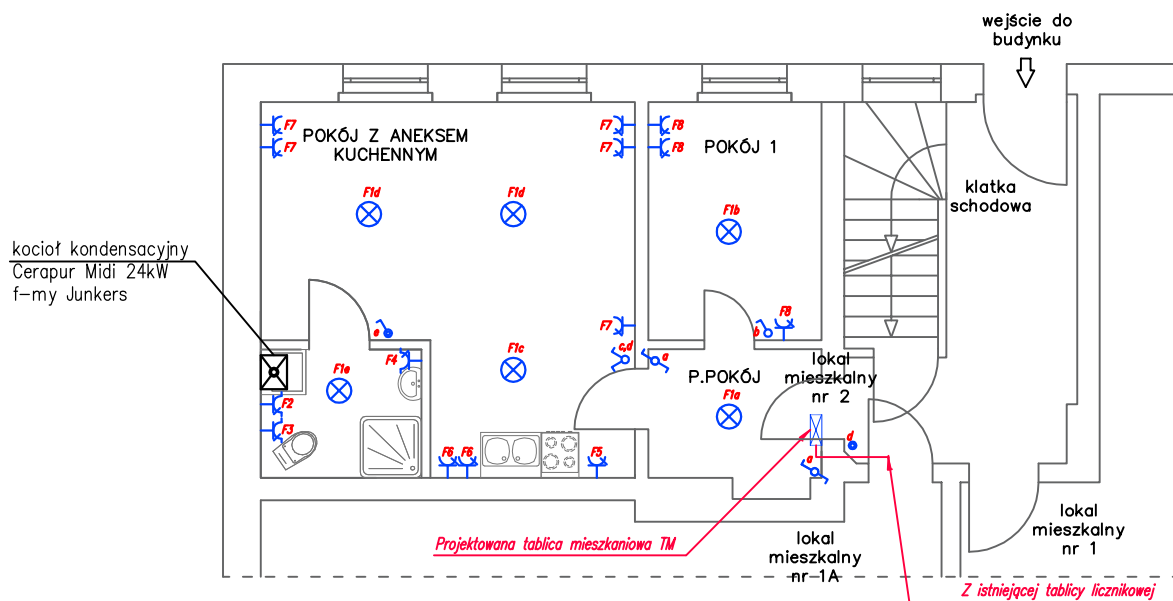 wejście do
budynku
F7
F7
POKÓJ Z ANEKSEM
KUCHENNYM
F7
F7
F8
F8
POKÓJ 1
F1d
F1d
F1b
klatka
schodowa
kocioł kondensacyjny
Cerapur Midi 24kW
f-my Junkers
e
F7
b
F8
F4
F1e
F1c
c,d
a
P.POKÓJ
lokal
mieszkalny
nr 2
F2
F3
F1a
d
F6
F6
F5
a
Projektowana tablica mieszkaniowa TM
lokal
mieszkalny
nr 1A
lokal
mieszkalny
nr 1
Z istniejącej tablicy licznikowej